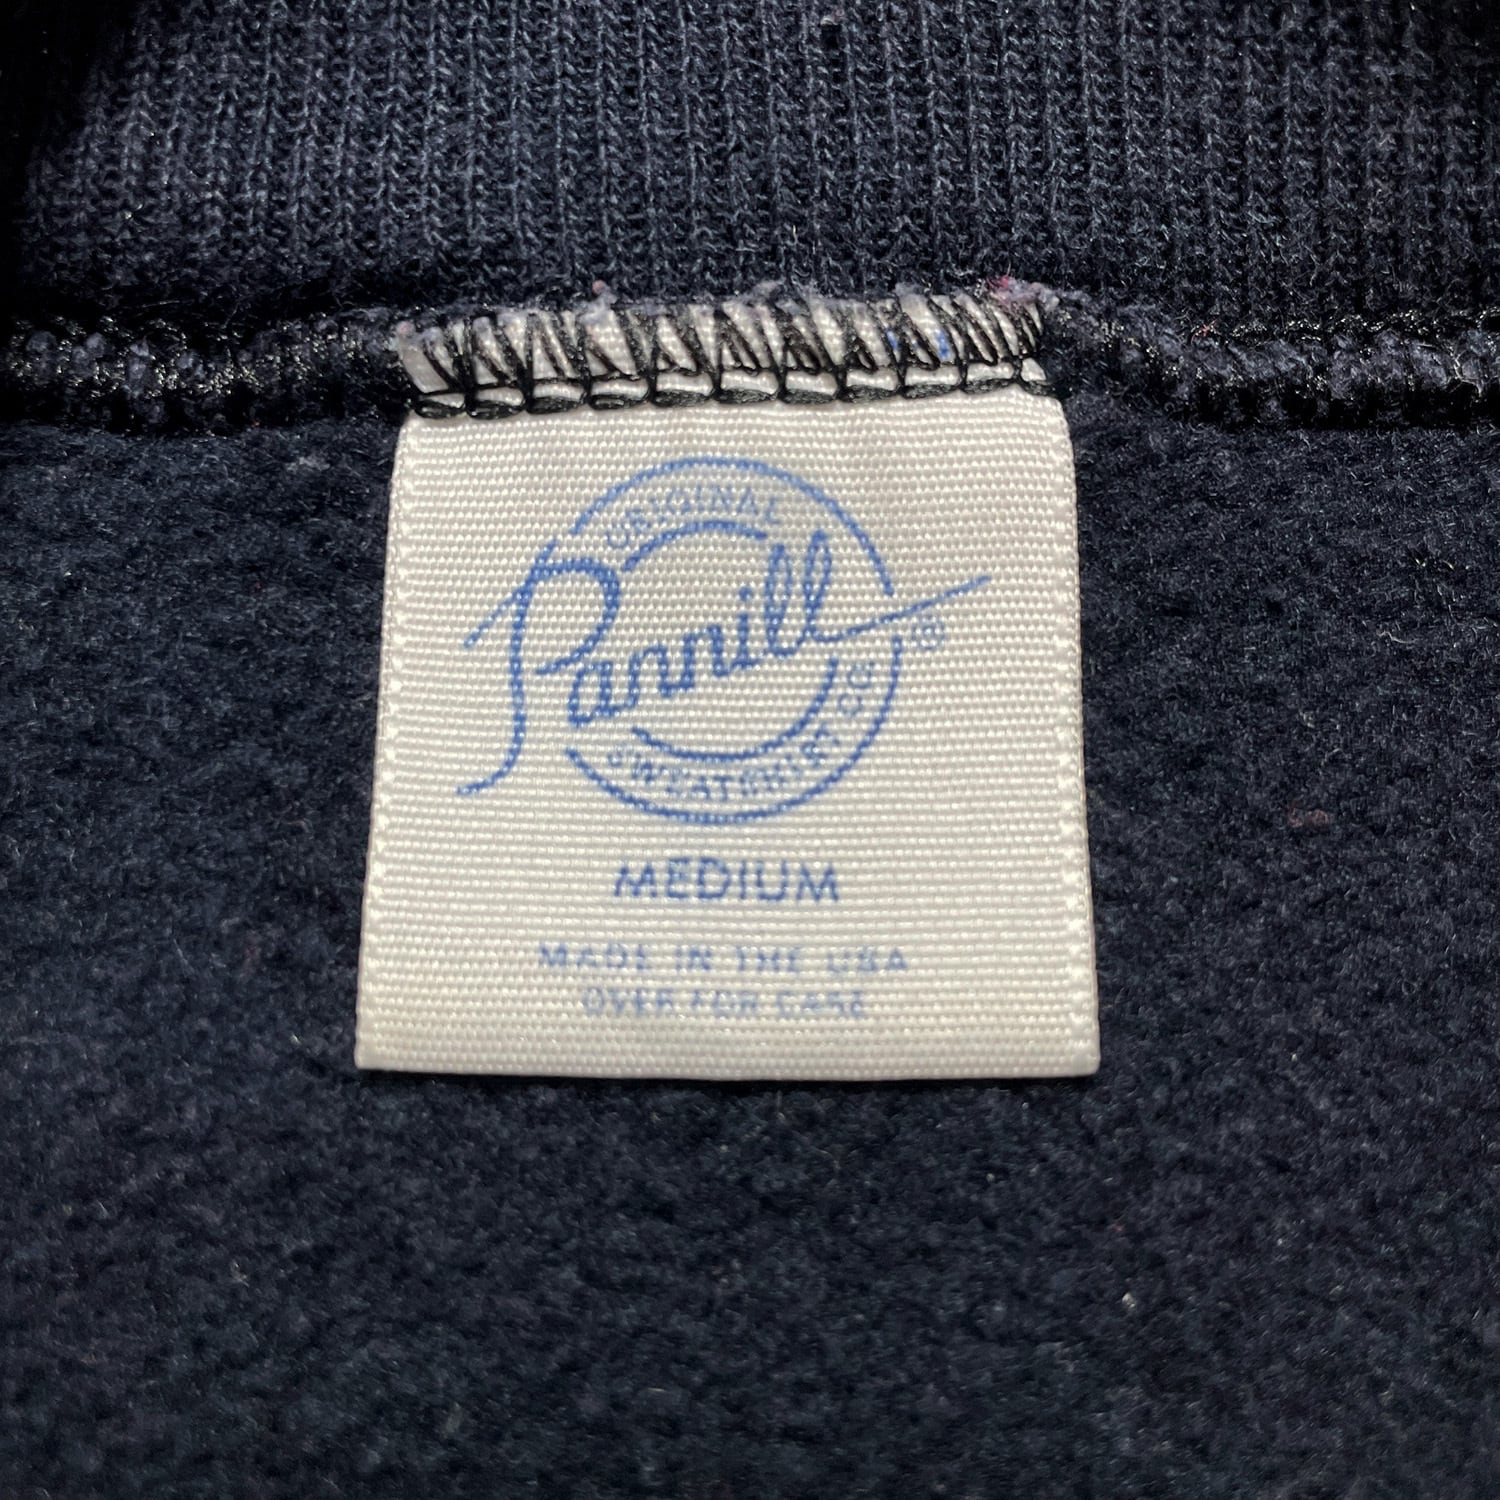 ORIGINAL
Pannill ®
SWEATSHIRT CO.
MEDIUM
MADE IN THE USA
OVER FOR CARE